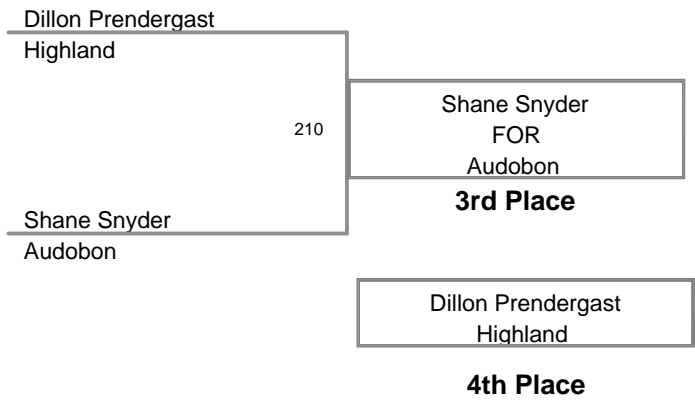 Dillon Prendergast
Highland
210
Shane Snyder
FOR
Audobon
3rd Place
Shane Snyder
Audobon
Dillon Prendergast
Highland
4th Place